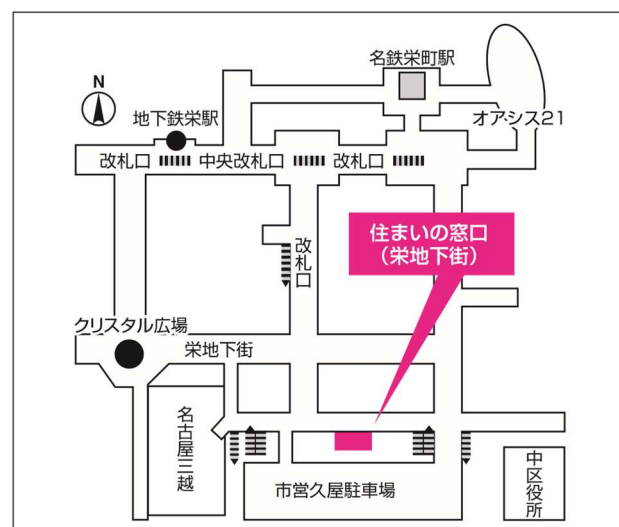 名鉄栄町駅
N
オアシス21
地下鉄栄駅
改札口
中央改札口
改札口
住まいの窓口
（栄地下街）
改札口
クリスタル広場
栄地下街
名古屋三越
市営久屋駐車場
中区役所